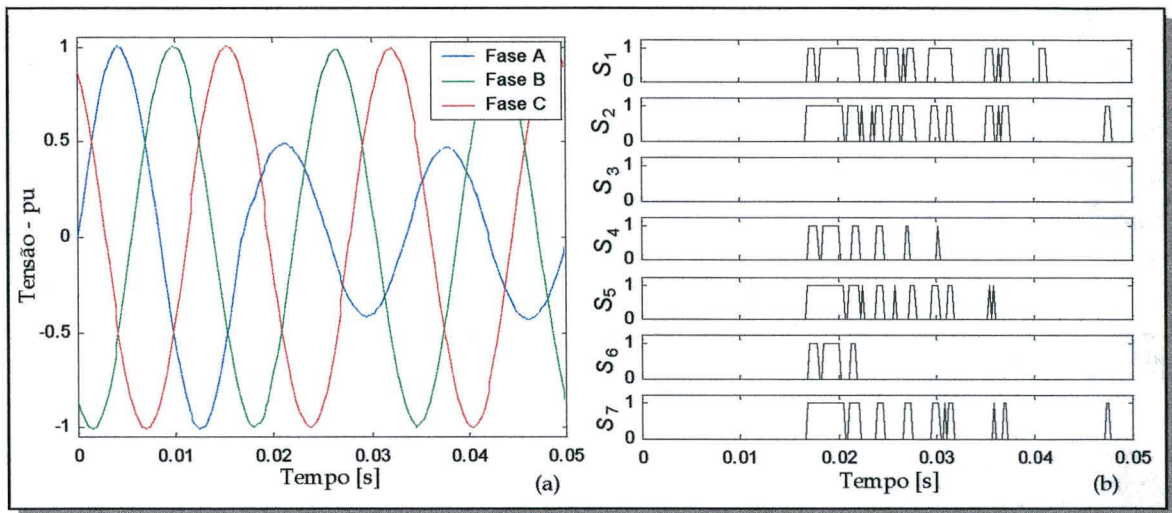 Tensão - pu
1
0.5
0
-0.5
-1
Fase A
Fase B
Fase C
0 0.01 0.02 0.03 0.04 0.05
Tempo [s]
(a)
S1
1
0
S2
1
0
S3
1
0
S4
1
0
S5
1
0
S6
1
0
S7
1
0
0 0.01 0.02 0.03 0.04 0.05
Tempo [s]
(b)